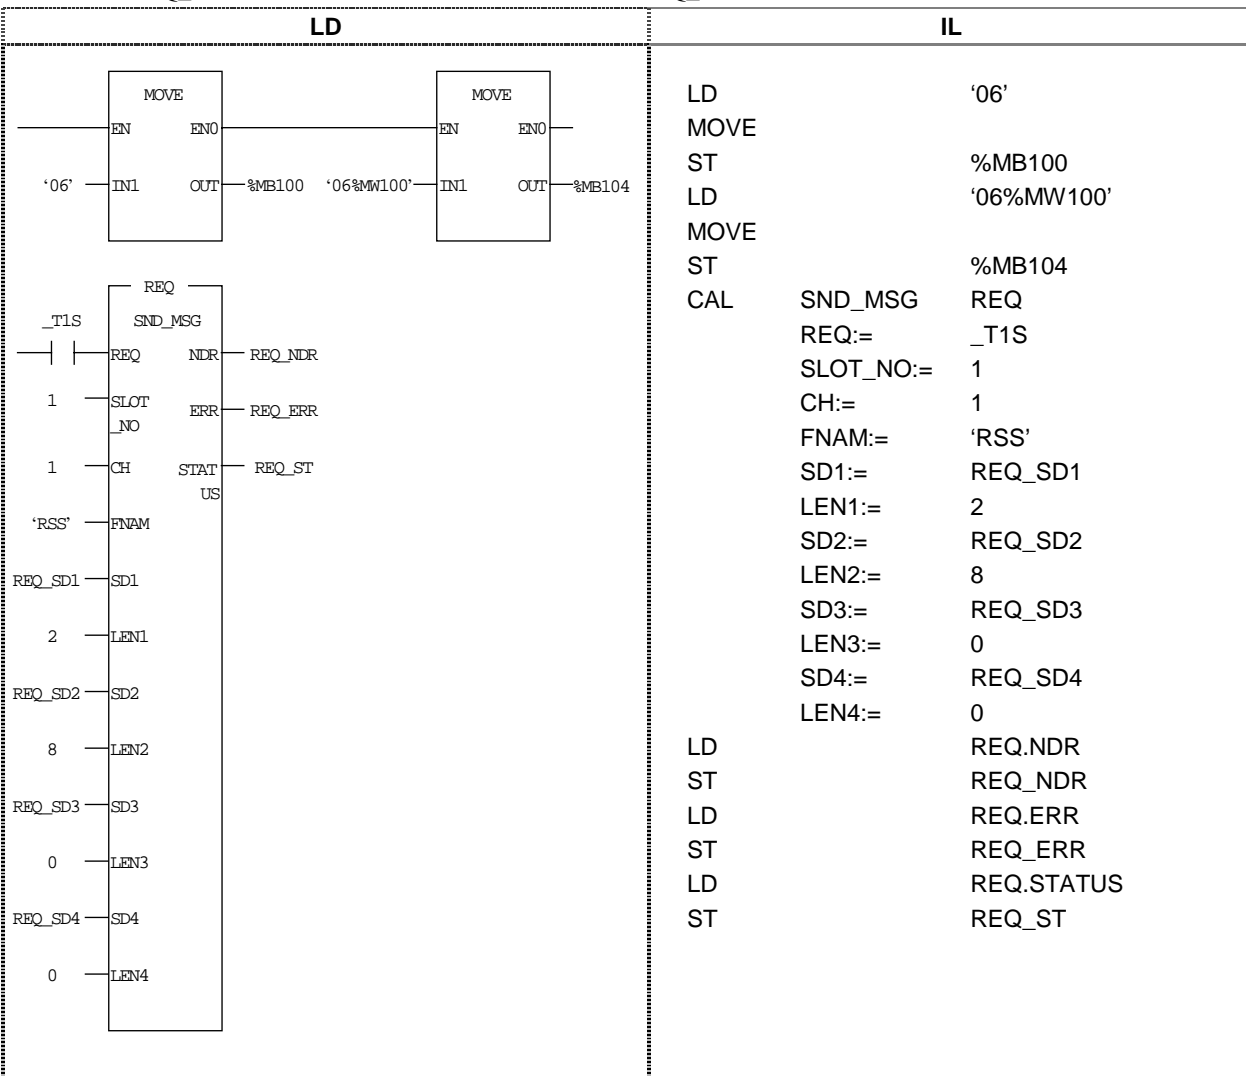 LD
IL
MOVE
MOVE
EN
EN0
EN
EN0
‘06’
IN1
OUT
%MB100
‘06%MW100’
IN1
OUT
%MB104
REQ
_T1S
SND_MSG
REQ
NDR
REQ_NDR
1
SLOT
_NO
ERR
REQ_ERR
1
CH
STAT
US
REQ_ST
‘RSS’
FNAM
REQ_SD1
SD1
2
LEN1
REQ_SD2
SD2
8
LEN2
REQ_SD3
SD3
0
LEN3
REQ_SD4
SD4
0
LEN4
LD ‘06’
MOVE
ST %MB100
LD ‘06%MW100’
MOVE
ST %MB104
CAL SND_MSG REQ
REQ:= _T1S
SLOT_NO:= 1
CH:= 1
FNAM:= ‘RSS’
SD1:= REQ_SD1
LEN1:= 2
SD2:= REQ_SD2
LEN2:= 8
SD3:= REQ_SD3
LEN3:= 0
SD4:= REQ_SD4
LEN4:= 0
LD REQ.NDR
ST REQ_NDR
LD REQ.ERR
ST REQ_ERR
LD REQ.STATUS
ST REQ_ST